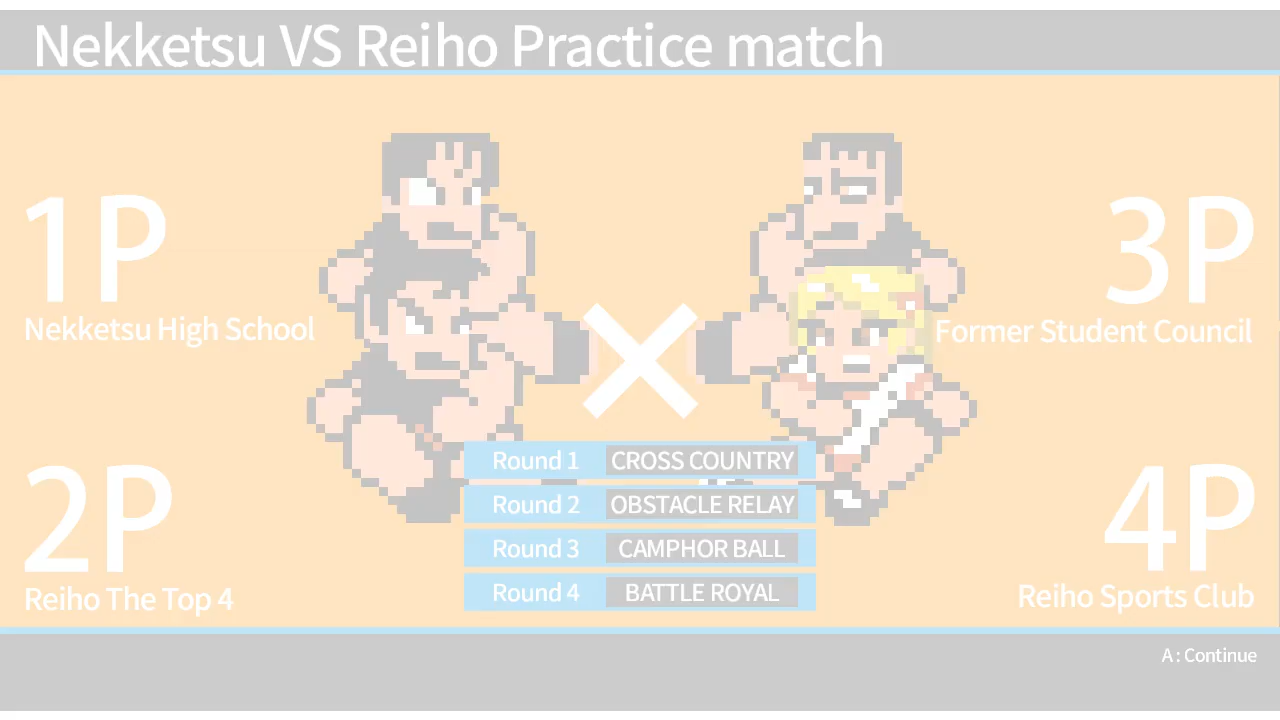 Nekketsu VS Reiho Practice match
1P
Nekketsu High School
3P
Former Student Council
2P
Reiho The Top 4
4P
Reiho Sports Club
Round 1 CROSS COUNTRY
Round 2 OBSTACLE RELAY
Round 3 CAMPHOR BALL
Round 4 BATTLE ROYAL
A : Continue